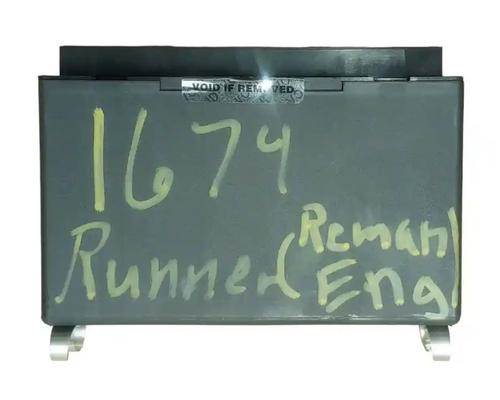 VOID IF REMOVED
1674
Runner (Reman
Eng)